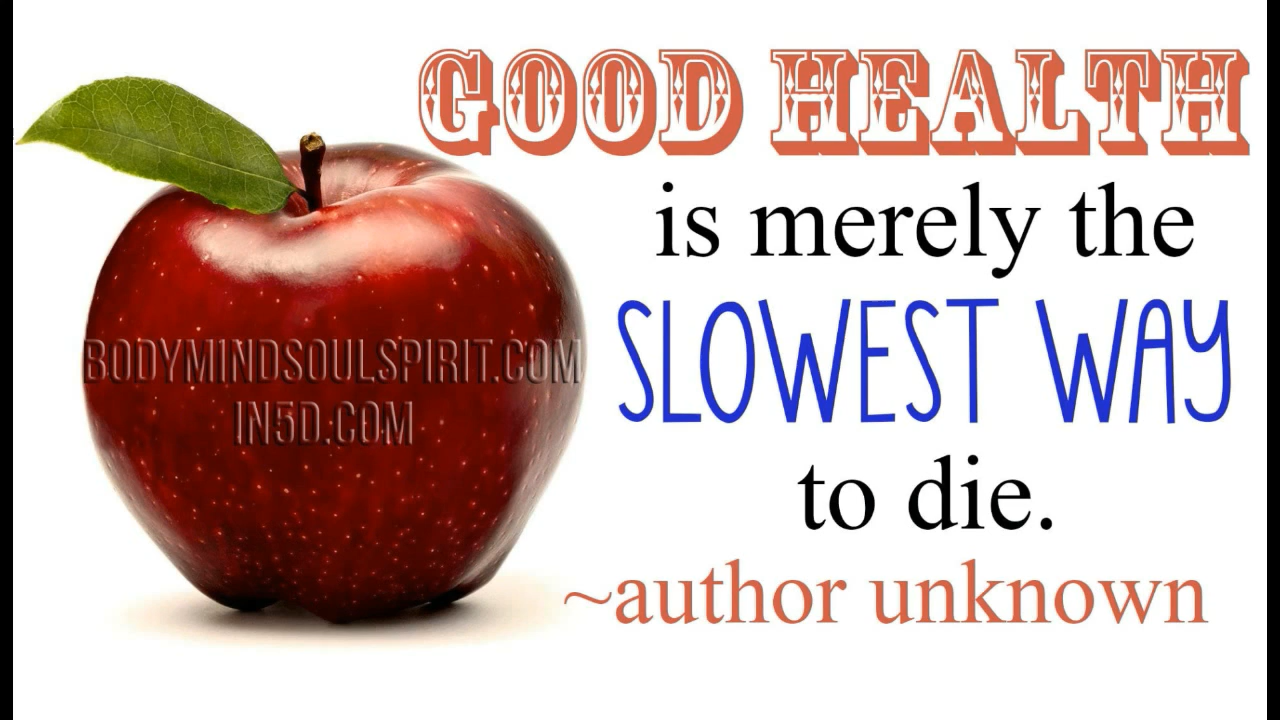 GOOD HEALTH
is merely the
SLOWEST WAY
to die.
~author unknown
BODYMINDSOULSPIRIT.COM
IN5D.COM